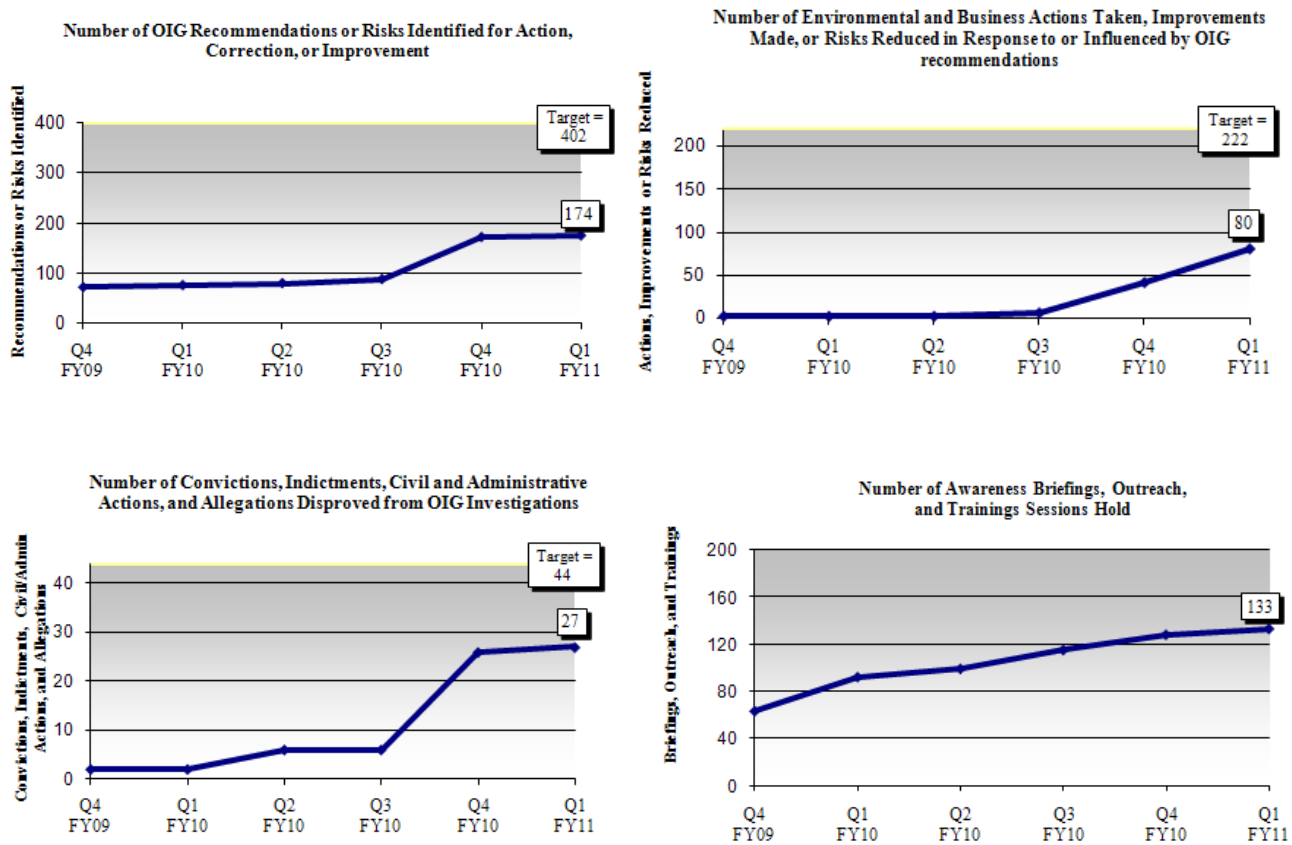 Number of OIG Recommendations or Risks Identified for Action,
Correction, or Improvement
Recommendations or Risks Identified
400
300
200
100
0
Target =
402
174
Q4
FY09
Q1
FY10
Q2
FY10
Q3
FY10
Q4
FY10
Q1
FY11
Number of Environmental and Business Actions Taken, Improvements
Made, or Risks Reduced in Response to or Influenced by OIG
recommendations
Actions, Improvements or Risks Reduced
200
150
100
50
0
Target =
222
80
Q4
FY09
Q1
FY10
Q2
FY10
Q3
FY10
Q4
FY10
Q1
FY11
Number of Convictions, Indictments, Civil and Administrative
Actions, and Allegations Disproved from OIG Investigations
Convictions, Indictments, Civil/Admin
Actions, and Allegations
40
30
20
10
0
Target =
44
27
Q4
FY09
Q1
FY10
Q2
FY10
Q3
FY10
Q4
FY10
Q1
FY11
Number of Awareness Briefings, Outreach,
and Trainings Sessions Hold
Briefings, Outreach, and Trainings
200
160
120
80
40
0
133
Q4
FY09
Q1
FY10
Q2
FY10
Q3
FY10
Q4
FY10
Q1
FY11